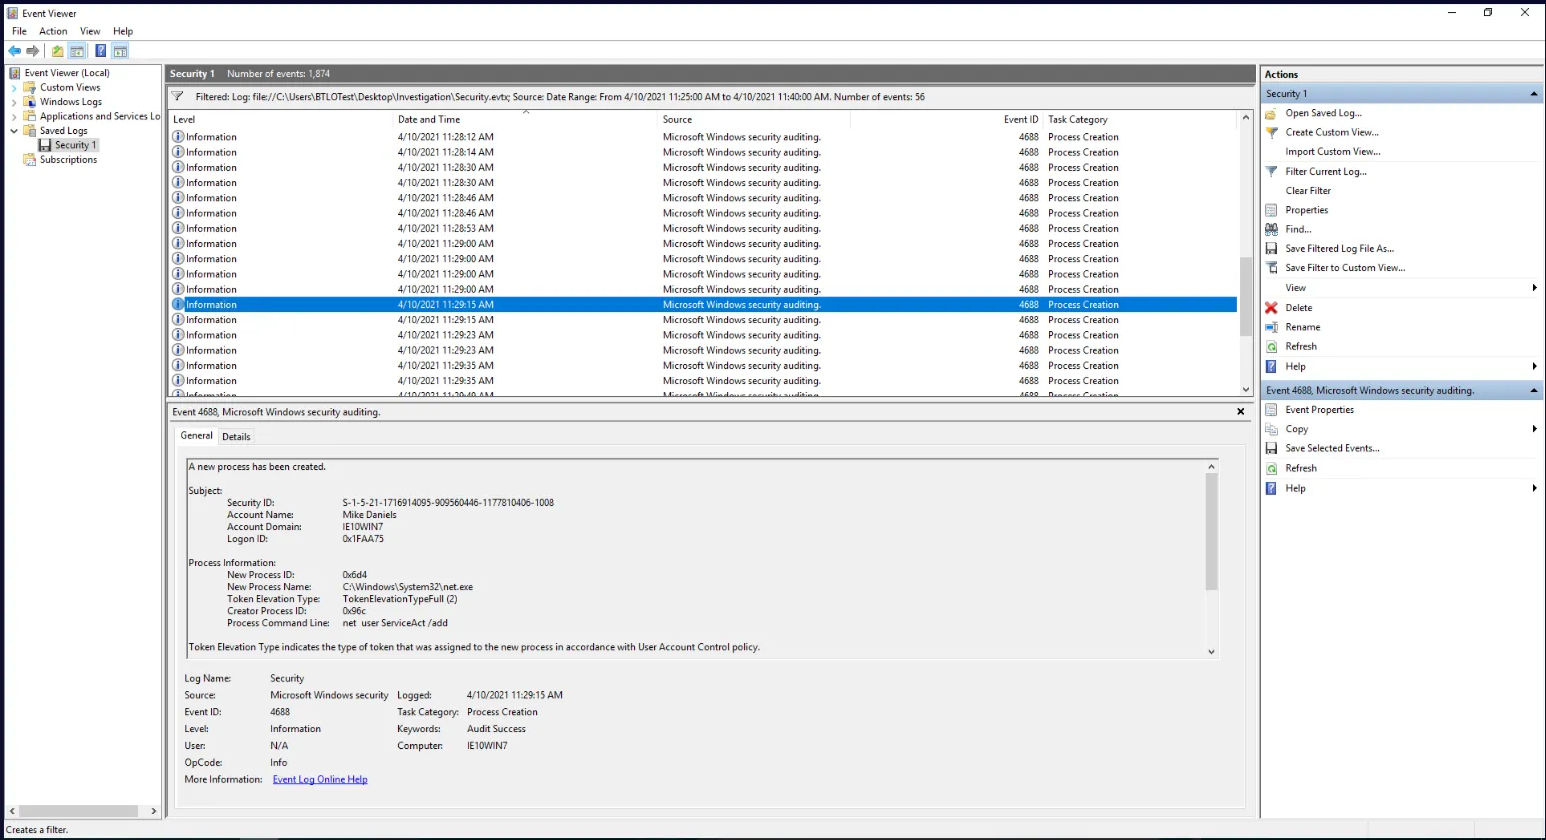 Event Viewer
File Action View Help
Event Viewer (Local)
Custom Views
Windows Logs
Applications and Services Lo
Saved Logs
Security 1
Subscriptions
Security 1 Number of events: 1,874
Filtered: Log: file://C:\Users\BTLOTest\Desktop\Investigation\Security.evtx; Source: Date Range: From 4/10/2021 11:25:00 AM to 4/10/2021 11:40:00 AM. Number of events: 56
Level Date and Time Source Event ID Task Category
Information 4/10/2021 11:28:12 AM Microsoft Windows security auditing. 4688 Process Creation
Information 4/10/2021 11:28:14 AM Microsoft Windows security auditing. 4688 Process Creation
Information 4/10/2021 11:28:30 AM Microsoft Windows security auditing. 4688 Process Creation
Information 4/10/2021 11:28:30 AM Microsoft Windows security auditing. 4688 Process Creation
Information 4/10/2021 11:28:46 AM Microsoft Windows security auditing. 4688 Process Creation
Information 4/10/2021 11:28:46 AM Microsoft Windows security auditing. 4688 Process Creation
Information 4/10/2021 11:28:53 AM Microsoft Windows security auditing. 4688 Process Creation
Information 4/10/2021 11:29:00 AM Microsoft Windows security auditing. 4688 Process Creation
Information 4/10/2021 11:29:00 AM Microsoft Windows security auditing. 4688 Process Creation
Information 4/10/2021 11:29:00 AM Microsoft Windows security auditing. 4688 Process Creation
Information 4/10/2021 11:29:00 AM Microsoft Windows security auditing. 4688 Process Creation
Information 4/10/2021 11:29:15 AM Microsoft Windows security auditing. 4688 Process Creation
Information 4/10/2021 11:29:15 AM Microsoft Windows security auditing. 4688 Process Creation
Information 4/10/2021 11:29:23 AM Microsoft Windows security auditing. 4688 Process Creation
Information 4/10/2021 11:29:23 AM Microsoft Windows security auditing. 4688 Process Creation
Information 4/10/2021 11:29:35 AM Microsoft Windows security auditing. 4688 Process Creation
Information 4/10/2021 11:29:35 AM Microsoft Windows security auditing. 4688 Process Creation
Event 4688, Microsoft Windows security auditing.
General Details
A new process has been created.
Subject:
Security ID: S-1-5-21-1716914095-909560446-1177810406-1008
Account Name: Mike Daniels
Account Domain: IE10WIN7
Logon ID: 0x1FAA75
Process Information:
New Process ID: 0x6d4
New Process Name: C:\Windows\System32\net.exe
Token Elevation Type: TokenElevationTypeFull (2)
Creator Process ID: 0x96c
Process Command Line: net user ServiceAct /add
Token Elevation Type indicates the type of token that was assigned to the new process in accordance with User Account Control policy.
Log Name: Security
Source: Microsoft Windows security Logged: 4/10/2021 11:29:15 AM
Event ID: 4688 Task Category: Process Creation
Level: Information Keywords: Audit Success
User: N/A Computer: IE10WIN7
OpCode: Info
More Information: Event Log Online Help
Actions
Security 1
Open Saved Log...
Create Custom View...
Import Custom View...
Filter Current Log...
Clear Filter
Properties
Find...
Save Filtered Log File As...
Save Filter to Custom View...
View
Delete
Rename
Refresh
Help
Event 4688, Microsoft Windows security auditing.
Event Properties
Copy
Save Selected Events...
Refresh
Help
Creates a filter.